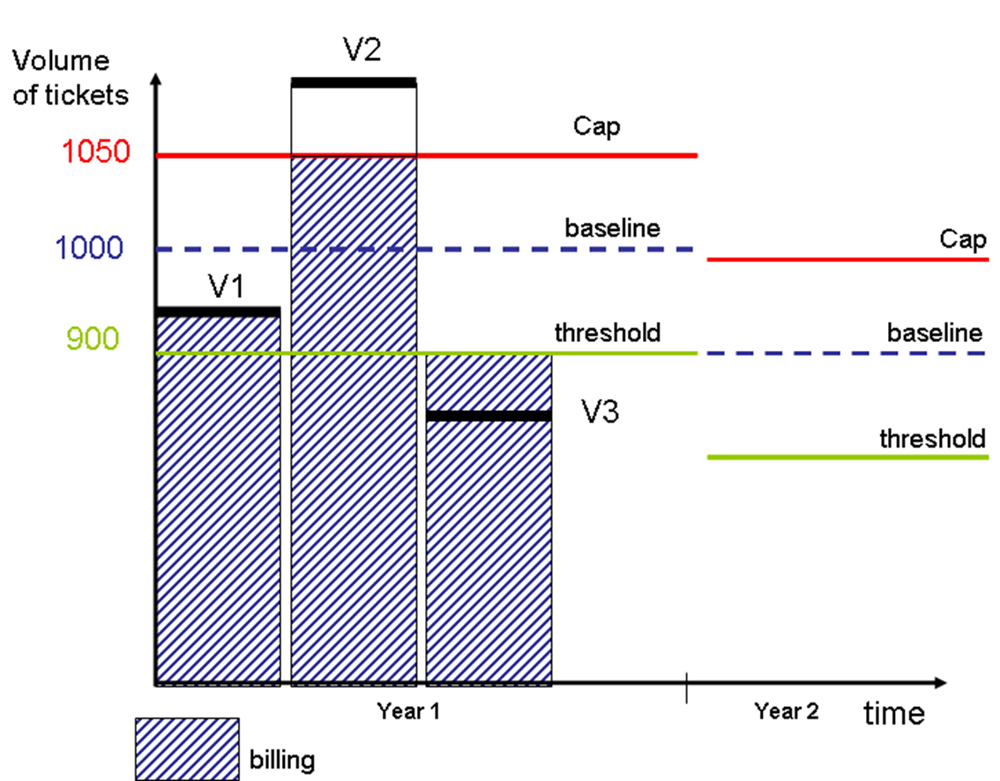 V2
Volume
of tickets
Cap
1050
baseline
1000
Cap
V1
threshold
baseline
900
V3
threshold
Year 1
Year 2
time
billing